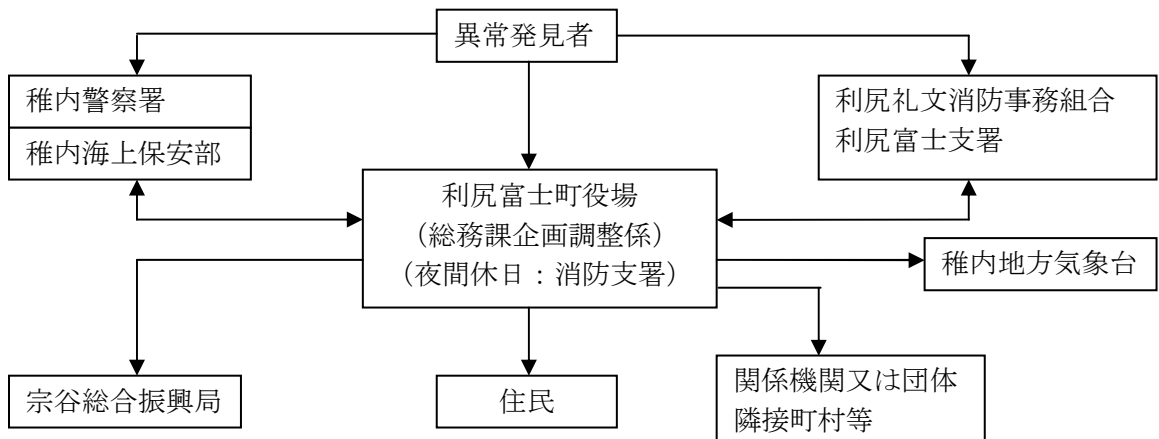 異常発見者
稚内警察署
稚内海上保安部
利尻礼文消防事務組合
利尻富士支署
利尻富士町役場
(総務課企画調整係)
(夜間休日:消防支署)
稚内地方気象台
宗谷総合振興局
住民
関係機関又は団体
隣接町村等